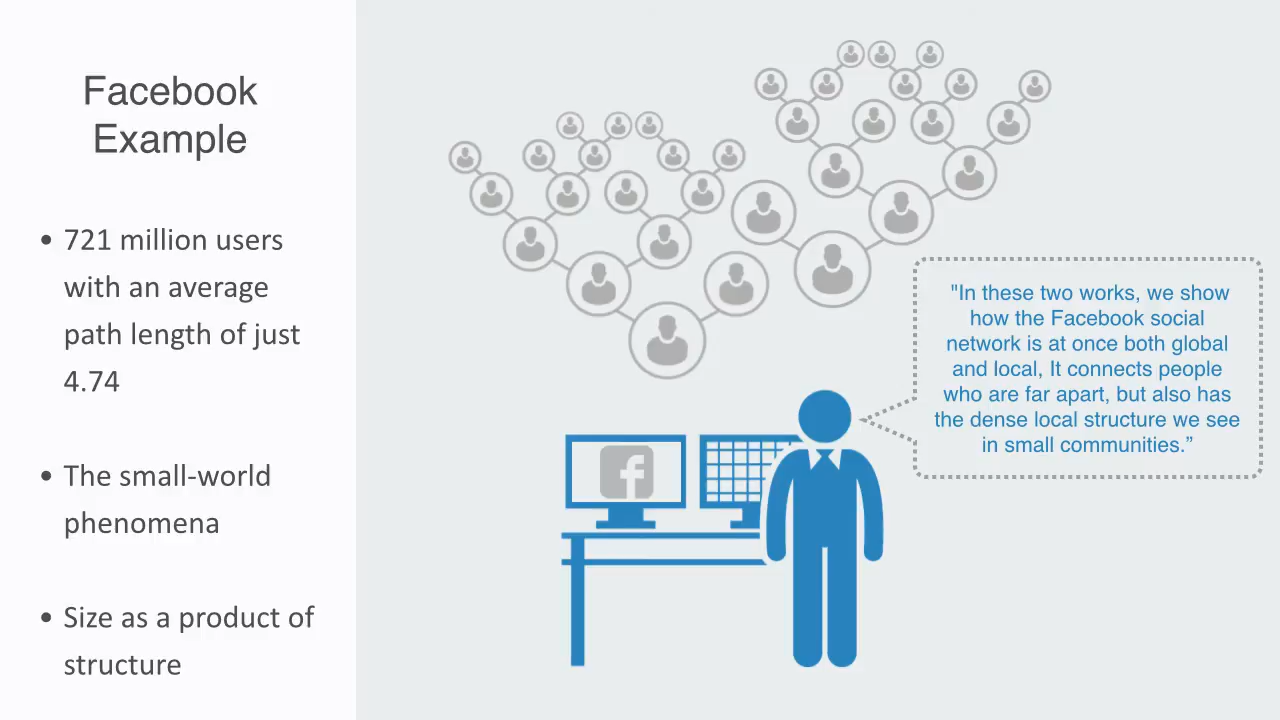 Facebook
Example
• 721 million users
with an average
path length of just
4.74
• The small-world
phenomena
• Size as a product of
structure
"In these two works, we show
how the Facebook social
network is at once both global
and local, It connects people
who are far apart, but also has
the dense local structure we see
in small communities.”
f